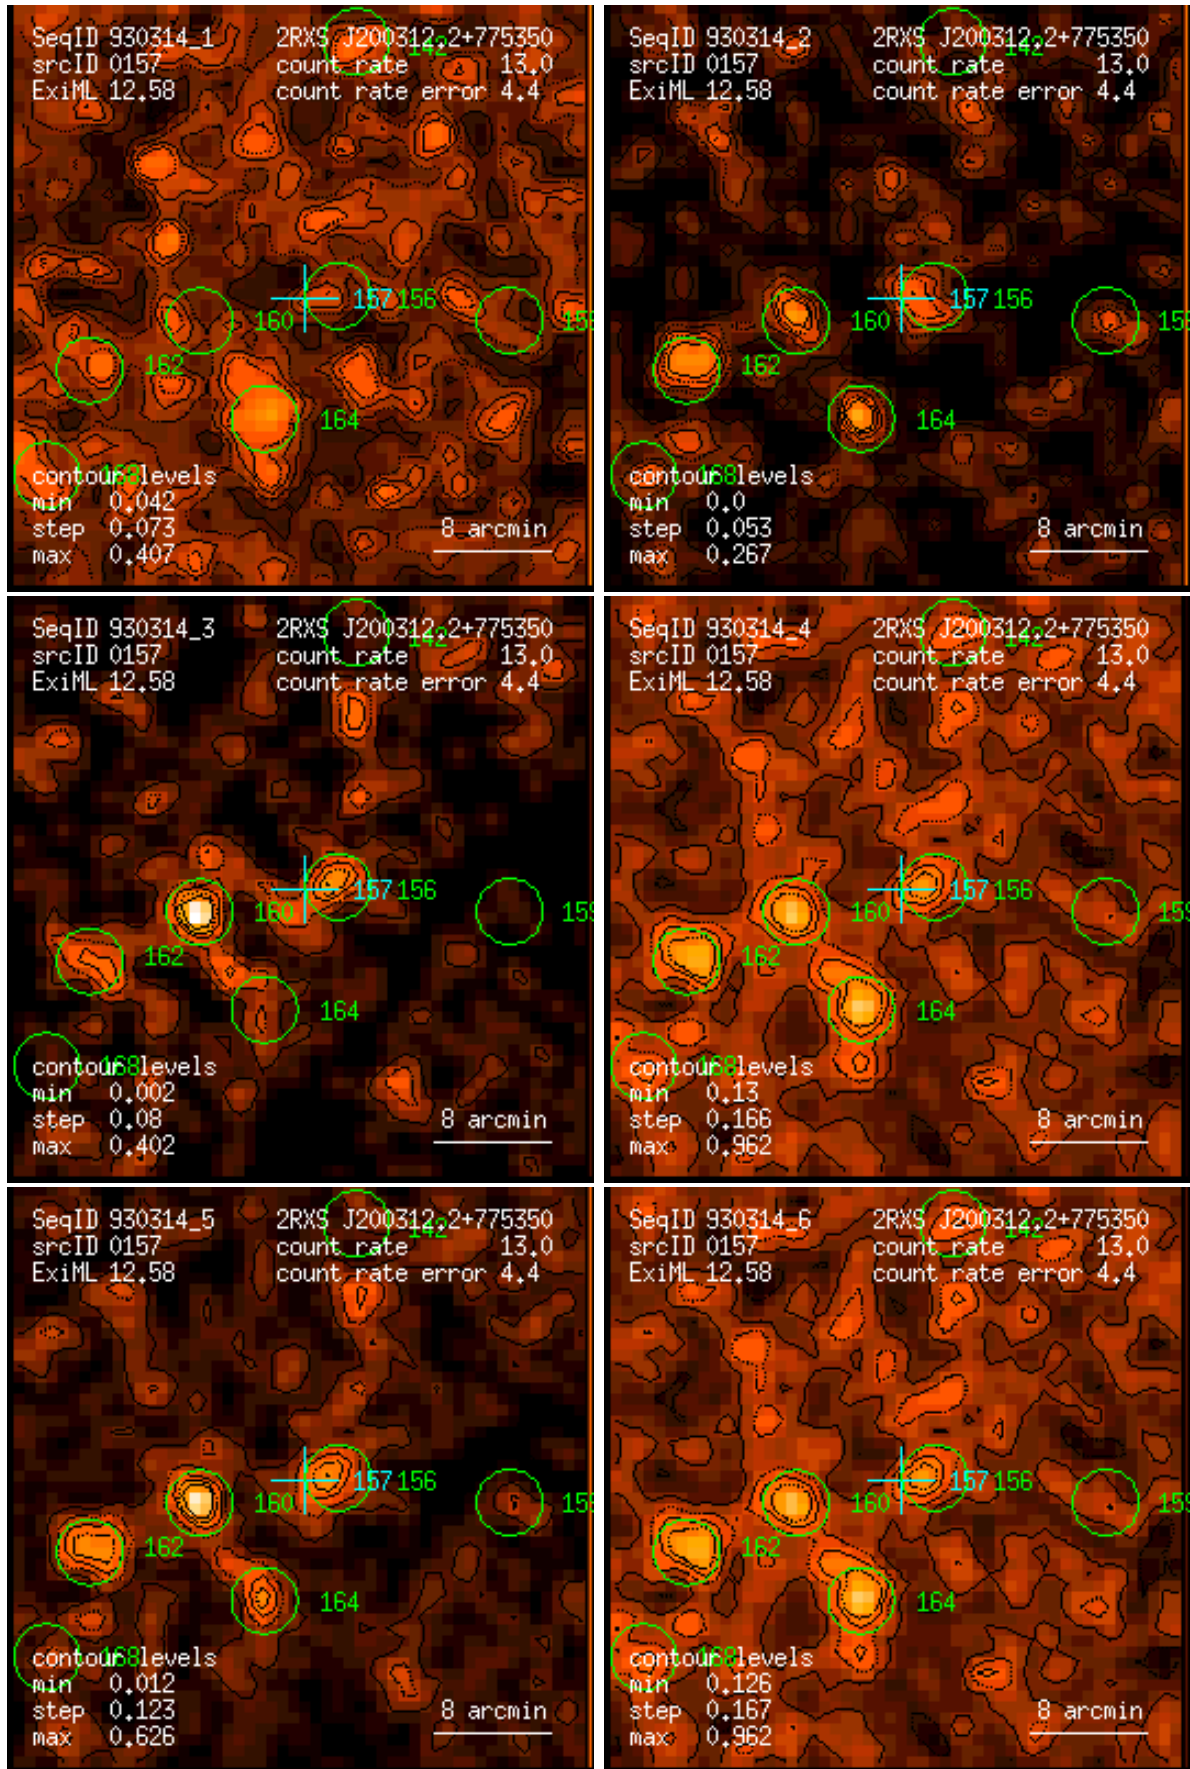 SeqID 930314_1 2RXS J200312.2+775350
142
srcID 0157 count rate 13.0
ExiML 12.58 count rate error 4.4
157 156
160 159
162
164
contour levels
168
min 0.042
step 0.073 8 arcmin
max 0.407
SeqID 930314_2 2RXS J200312.2+775350
142
srcID 0157 count rate 13.0
ExiML 12.58 count rate error 4.4
157 156
160 15
162
164
contour levels
168
min 0.0
step 0.053 8 arcmin
max 0.267
SeqID 930314_3 2RXS J200312.2+775350
142
srcID 0157 count rate 13.0
ExiML 12.58 count rate error 4.4
157 156
160 159
162
164
contour levels
168
min 0.002
step 0.08 8 arcmin
max 0.402
SeqID 930314_4 2RXS J200312.2+775350
142
srcID 0157 count rate 13.0
ExiML 12.58 count rate error 4.4
157 156
160 15
162
164
contour levels
168
min 0.13
step 0.166 8 arcmin
max 0.962
SeqID 930314_5 2RXS J200312.2+775350
142
srcID 0157 count rate 13.0
ExiML 12.58 count rate error 4.4
157 156
160 159
162
164
contour levels
168
min 0.012
step 0.123 8 arcmin
max 0.626
SeqID 930314_6 2RXS J200312.2+775350
142
srcID 0157 count rate 13.0
ExiML 12.58 count rate error 4.4
157 156
160 15
162
164
contour levels
168
min 0.126
step 0.167 8 arcmin
max 0.962